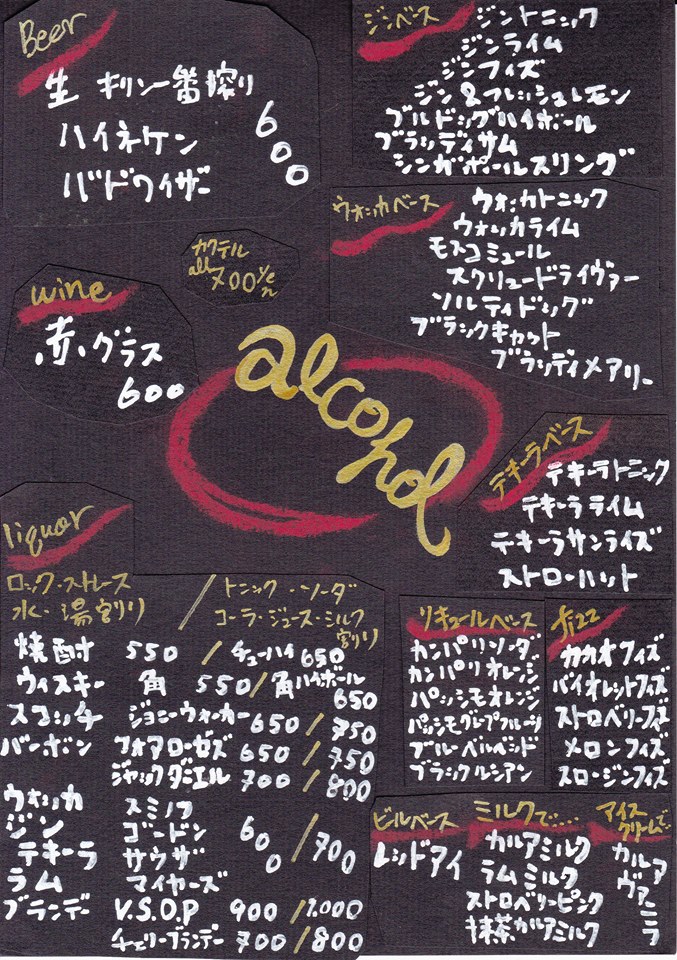 Beer
生 キリン一番搾り
ハイネケン
バドワイザー
600
ジンベース
ジントニック
ジンライム
ジンフィズ
ジン&フレッシュレモン
ブルドッグハイボール
ブラッディサム
シンガポールスリング
ウォッカベース
ウォッカトニック
ウォッカライム
モスコミュール
スクリュードライヴァー
ソルティドッグ
ブラックキャット
ブラッディメアリー
カクテル
all 700yen
wine
赤グラス
600
alcohol
テキーラベース
テキーラトニック
テキーラライム
テキーラサンライズ
ストローハット
liquor
ロック・ストレース
水・湯割り
/トニック・ソーダ
コーラ・ジュース・ミルク
割り
焼酎 550 / チューハイ 650
ウィスキー 角 550 / 角ハイボール
650
スコッチ ジョニーウォーカー 650 / 750
バーボン フォアローゼズ 650 / 750
ジャックダニエル 700 / 800
ウォッカ スミノフ
ジン ゴードン
テキーラ サウザ
ラム マイヤーズ
600 / 700
ブランデー V.S.O.P 900 / 1,000
チェリーブランデー 700 / 800
リキュールベース
カンパリソーダ
カンパリオレンジ
パッシモオレンジ
パッシモグレプフルーツ
ブルーベルベット
ブラックルシアン
fizz
カカオフィズ
バイオレットフィズ
ストロベリーフィズ
メロンフィズ
スロージンフィズ
ビルベース
レッドアイ
ミルクで.....
カルアミルク
ラムミルク
ストロベリーピンク
抹茶カルアミルク
アイス
クリームで...
カルア
ヴァニラ